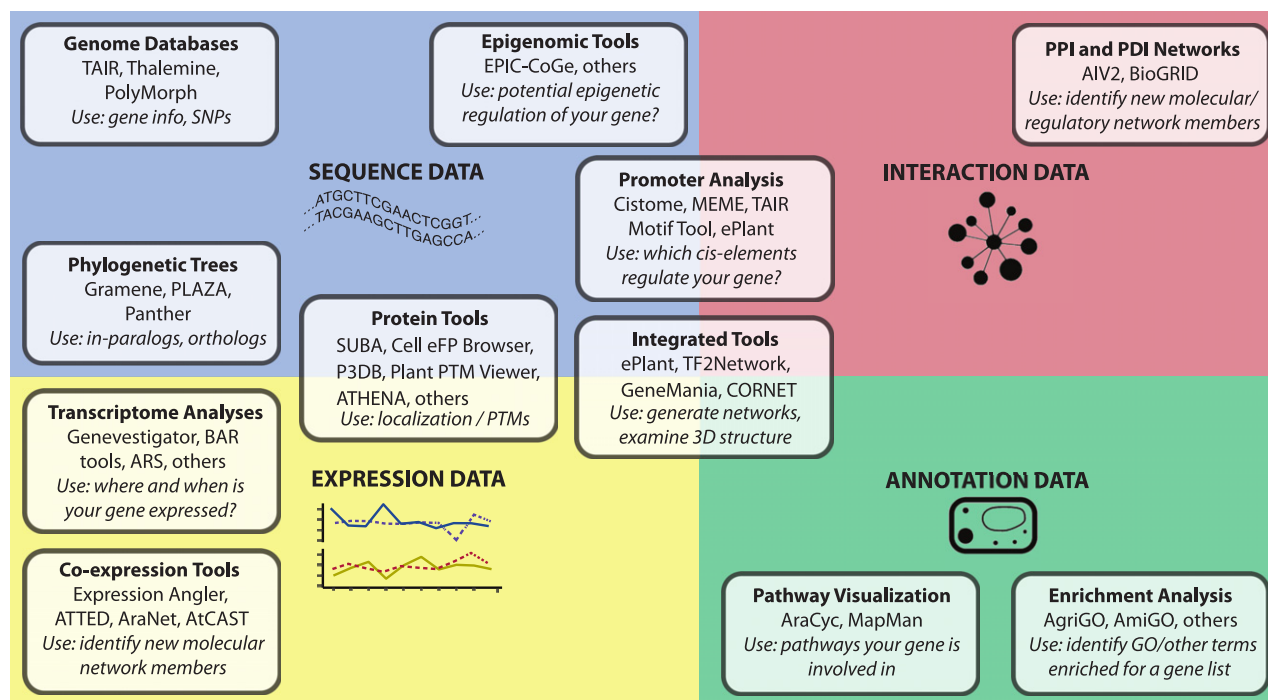 Genome Databases
TAIR, Thalemine,
PolyMorph
Use: gene info, SNPs
Epigenomic Tools
EPIC-CoGe, others
Use: potential epigenetic
regulation of your gene?
PPI and PDI Networks
AIV2, BioGRID
Use: identify new molecular/
regulatory network members
SEQUENCE DATA
...ATGCTTCGAACTCGGT...
...TACGAAGCTTGAGCCA...
Promoter Analysis
Cistome, MEME, TAIR
Motif Tool, ePlant
Use: which cis-elements
regulate your gene?
INTERACTION DATA
Phylogenetic Trees
Gramene, PLAZA,
Panther
Use: in-paralogs, orthologs
Protein Tools
SUBA, Cell eFP Browser,
P3DB, Plant PTM Viewer,
ATHENA, others
Use: localization / PTMs
Integrated Tools
ePlant, TF2Network,
GeneMania, CORNET
Use: generate networks,
examine 3D structure
Transcriptome Analyses
Genevestigator, BAR
tools, ARS, others
Use: where and when is
your gene expressed?
EXPRESSION DATA
ANNOTATION DATA
Co-expression Tools
Expression Angler,
ATTED, AraNet, AtCAST
Use: identify new molecular
network members
Pathway Visualization
AraCyc, MapMan
Use: pathways your gene is
involved in
Enrichment Analysis
AgriGO, AmiGO, others
Use: identify GO/other terms
enriched for a gene list